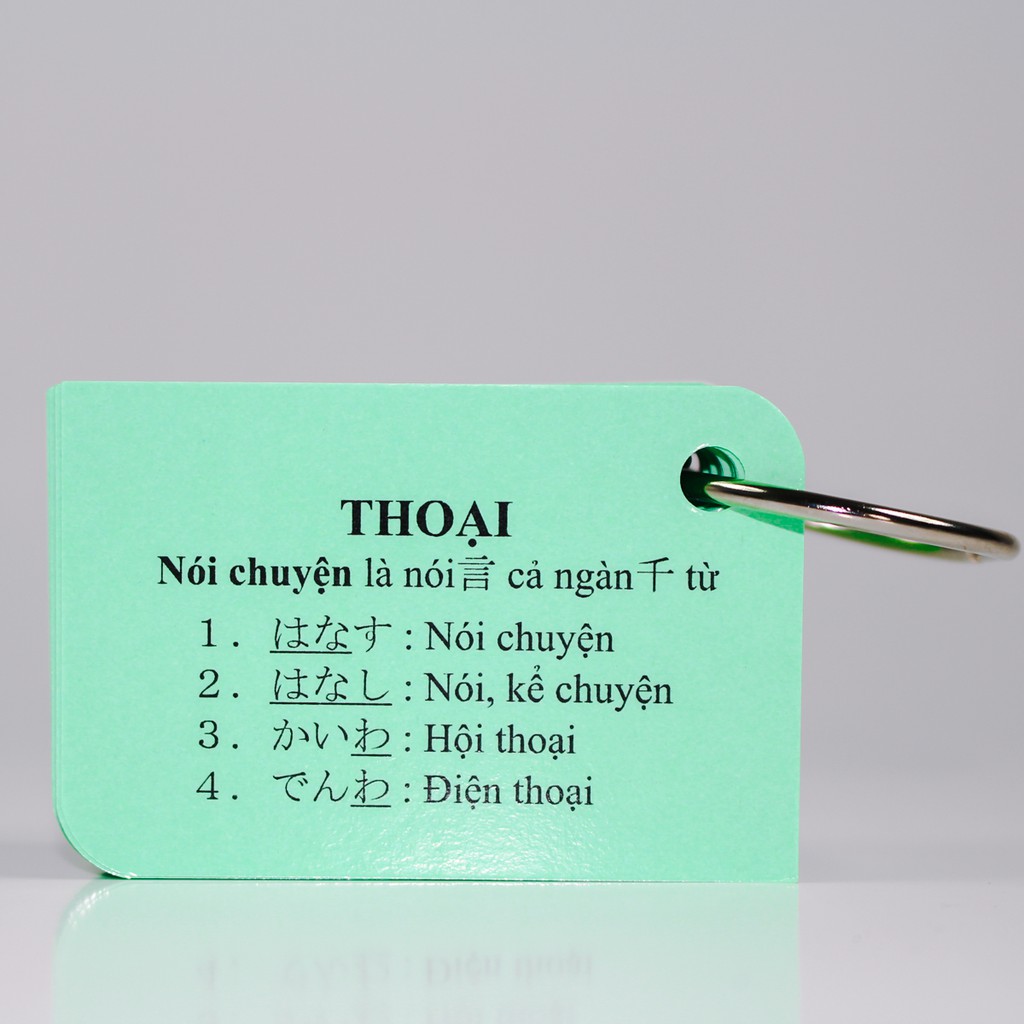 THOẠI
Nói chuyện là nói言 cả ngàn千 từ
１. はなす : Nói chuyện
２. はなし : Nói, kể chuyện
３. かいわ : Hội thoại
４. でんわ : Điện thoại